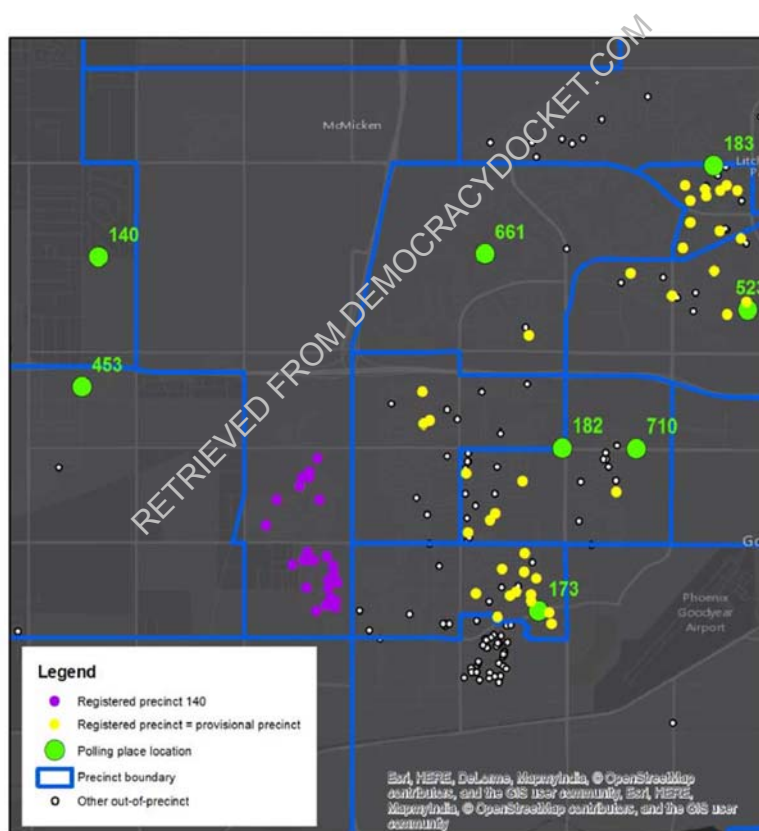 RETRIEVED FROM DEMOCRACYDOCKET.COM
McMicken
183
140
661
523
453
182
710
173
Phoenix
Goodyear
Airport
Legend
Registered precinct 140
Registered precinct = provisional precinct
Polling place location
Precinct boundary
Other out-of-precinct
Esri, HERE, DeLorme, MapmyIndia, © OpenStreetMap
contributors, and the GIS user community, Esri, HERE,
MapmyIndia, © OpenStreetMap contributors, and the GIS user
community